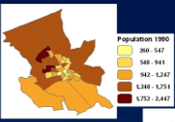 Population 1990
260 - 547
548 - 941
942 - 1,247
1,248 - 1,751
1,752 - 2,447